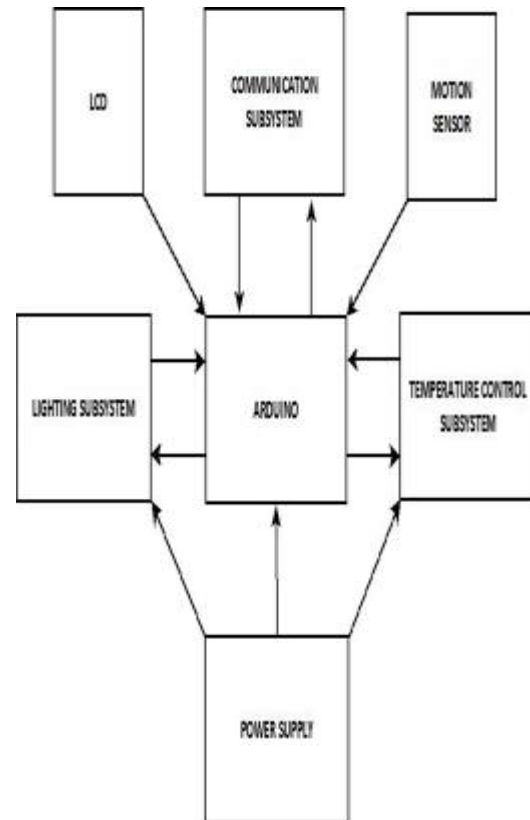 LCD
COMMUNICATION
SUBSYSTEM
MOTION
SENSOR
LIGHTING SUBSYSTEM
ARDUINO
TEMPERATURE CONTROL
SUBSYSTEM
POWER SUPPLY